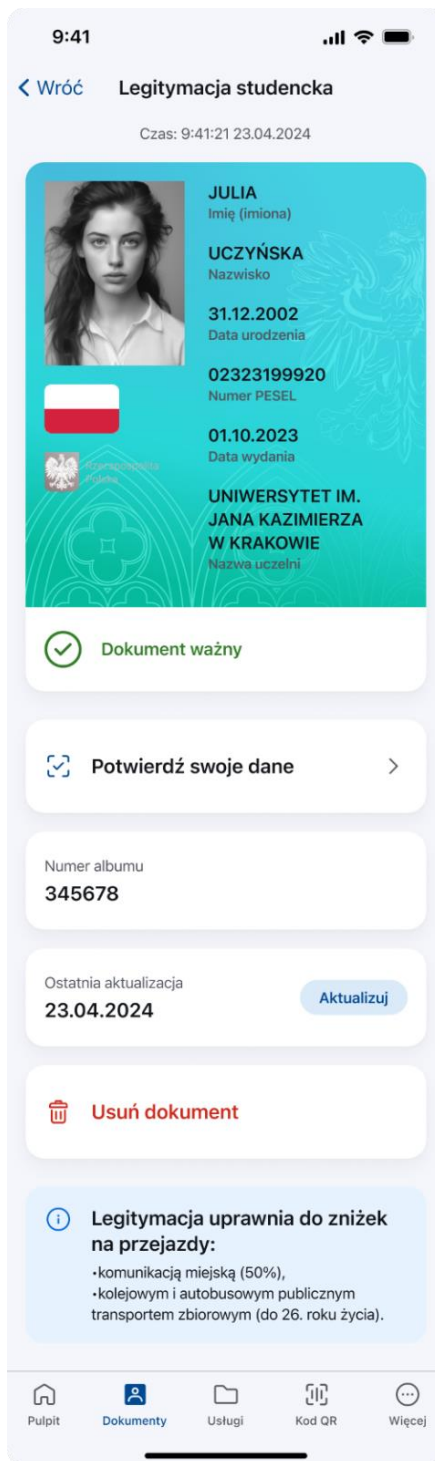 9:41
Wróć
Legitymacja studencka
Czas: 9:41:21 23.04.2024
JULIA
Imię (imiona)
UCZYŃSKA
Nazwisko
31.12.2002
Data urodzenia
02323199920
Numer PESEL
01.10.2023
Data wydania
Rzeczpospolita
Polska
UNIWERSYTET IM.
JANA KAZIMIERZA
W KRAKOWIE
Nazwa uczelni
Dokument ważny
Potwierdź swoje dane
Numer albumu
345678
Ostatnia aktualizacja
23.04.2024
Aktualizuj
Usuń dokument
Legitymacja uprawnia do zniżek
na przejazdy:
•komunikacją miejską (50%),
•kolejowym i autobusowym publicznym
transportem zbiorowym (do 26. roku życia).
Pulpit
Dokumenty
Usługi
Kod QR
Więcej